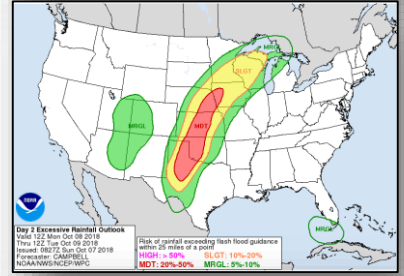 MRGL
SLGT
MRGL
MDT
MRGL
NOAA
Day 2 Excessive Rainfall Outlook
Valid 12Z Mon Oct 08 2018
Thru 12Z Tue Oct 09 2018
Issued: 0827Z Sun Oct 07 2018
Forecaster: CAMPBELL
NOAA/NWS/NCEP/WPC
Risk of rainfall exceeding flash flood guidance
within 25 miles of a point
HIGH: > 50% SLGT: 10%-20%
MDT: 20%-50% MRGL: 5%-10%